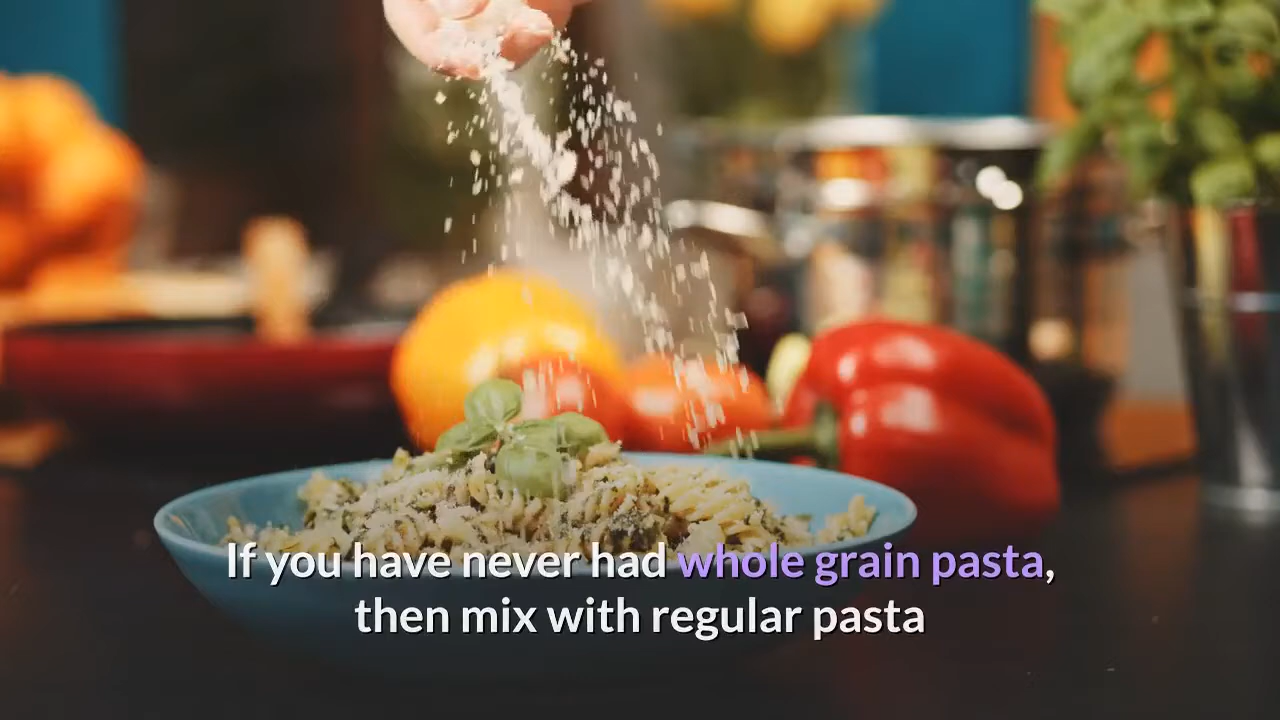 If you have never had whole grain pasta,
then mix with regular pasta